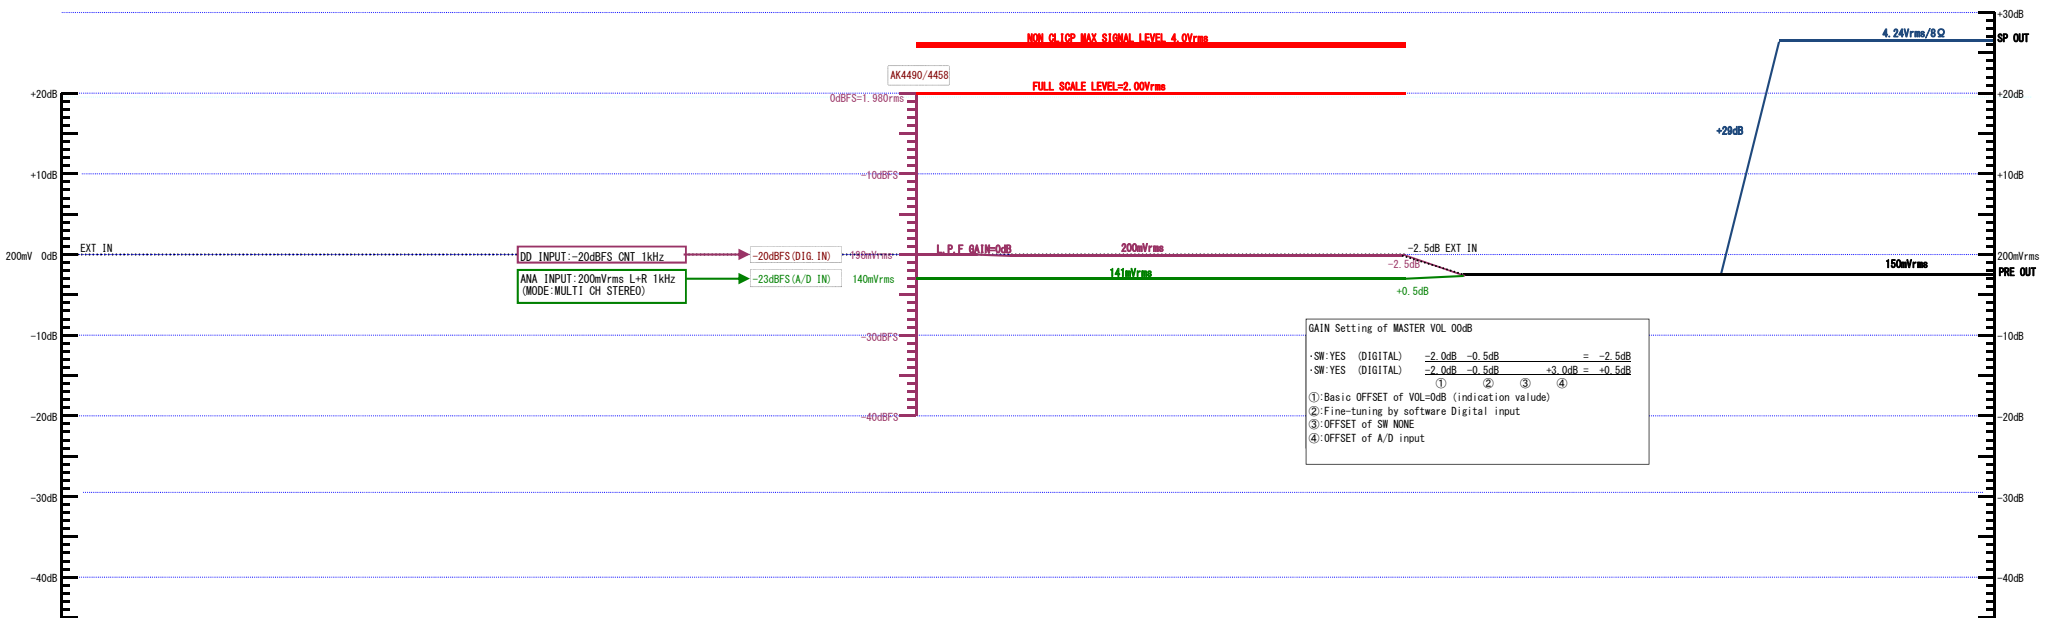 +30dB
4.24Vrms/8Ω
SP OUT
NON CLICP MAX SIGNAL LEVEL 4.0Vrms
AK4490/4458
FULL SCALE LEVEL=2.00Vrms
+20dB
0dBFS=1.980rms
+20dB
+29dB
+10dB
-10dBFS
+10dB
EXT IN
200mV 0dB
DD INPUT:-20dBFS CNT 1kHz
-20dBFS(DIG.IN)
198mVrms
L.P.F GAIN=0dB
200mVrms
-2.5dB EXT IN
-2.5dB
200mVrms
150mVrms
PRE OUT
ANA INPUT:200mVrms L+R 1kHz
(MODE:MULTI CH STEREO)
-23dBFS(A/D IN)
140mVrms
141mVrms
+0.5dB
-10dB
-30dBFS
-10dB
GAIN Setting of MASTER VOL 00dB
·SW:YES (DIGITAL) -2.0dB -0.5dB = -2.5dB
·SW:YES (DIGITAL) -2.0dB -0.5dB +3.0dB = +0.5dB
① ② ③ ④
①:Basic OFFSET of VOL=0dB (indication valude)
②:Fine-tuning by software Digital input
③:OFFSET of SW NONE
④:OFFSET of A/D input
-20dB
-40dBFS
-20dB
-30dB
-30dB
-40dB
-40dB